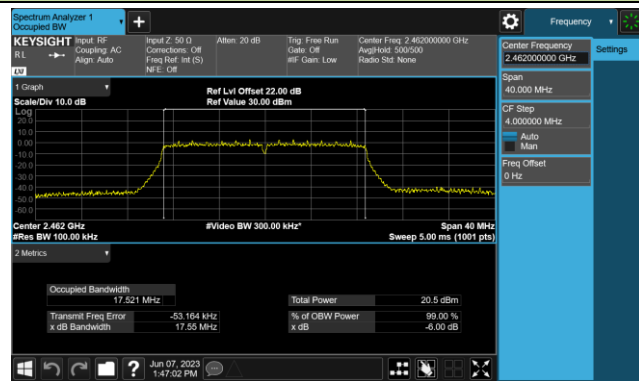 Spectrum Analyzer 1
Occupied BW
+
Frequency
KEYSIGHT
RL
Input: RF
Coupling: AC
Align: Auto
Input Z: 50 Ω
Corrections: Off
Freq Ref: Int (S)
NFE: Off
Atten: 20 dB
Trig: Free Run
Gate: Off
#IF Gain: Low
Center Freq: 2.462000000 GHz
Avg|Hold: 500/500
Radio Std: None
LXI
Center Frequency
2.462000000 GHz
Settings
Span
40.000 MHz
CF Step
4.000000 MHz
Auto
Man
Freq Offset
0 Hz
1 Graph
Scale/Div 10.0 dB
Ref Lvl Offset 22.00 dB
Ref Value 30.00 dBm
Log
20.0
10.0
0.00
-10.0
-20.0
-30.0
-40.0
-50.0
-60.0
Center 2.462 GHz
#Res BW 100.00 kHz
#Video BW 300.00 kHz*
Span 40 MHz
Sweep 5.00 ms (1001 pts)
2 Metrics
Occupied Bandwidth
17.521 MHz
Total Power 20.5 dBm
Transmit Freq Error -53.164 kHz
% of OBW Power 99.00 %
x dB Bandwidth 17.55 MHz
x dB -6.00 dB
?
Jun 07, 2023
1:47:02 PM